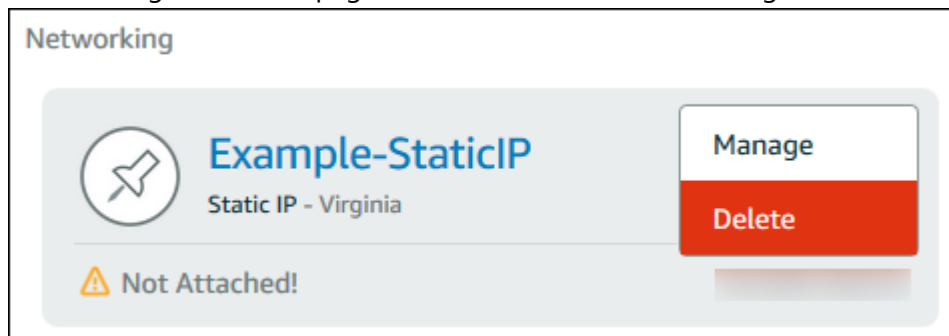 Networking
Example-StaticIP
Static IP - Virginia
Manage
Delete
Not Attached!